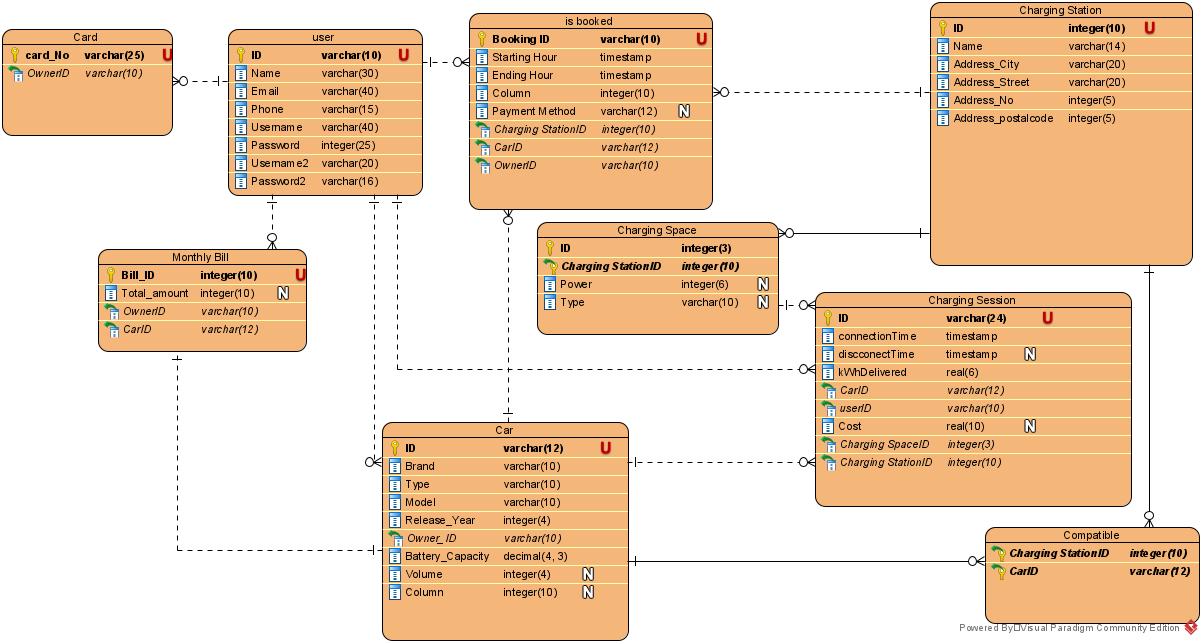 Card
card_No varchar(25) U
OwnerID varchar(10)
user
ID varchar(10) U
Name varchar(30)
Email varchar(40)
Phone varchar(15)
Username varchar(40)
Password integer(25)
Username2 varchar(20)
Password2 varchar(16)
is booked
Booking ID varchar(10) U
Starting Hour timestamp
Ending Hour timestamp
Column integer(10)
Payment Method varchar(12) N
Charging StationID integer(10)
CarID varchar(12)
OwnerID varchar(10)
Charging Station
ID integer(10) U
Name varchar(14)
Address_City varchar(20)
Address_Street varchar(20)
Address_No integer(5)
Address_postalcode integer(5)
Charging Space
ID integer(3)
Charging StationID integer(10)
Power integer(6) N
Type varchar(10) N
Monthly Bill
Bill_ID integer(10) U
Total_amount integer(10) N
OwnerID varchar(10)
CarID varchar(12)
Charging Session
ID varchar(24) U
connectionTime timestamp
discconectTime timestamp N
kWhDelivered real(6)
CarID varchar(12)
userID varchar(10)
Cost real(10) N
Charging SpaceID integer(3)
Charging StationID integer(10)
Car
ID varchar(12) U
Brand varchar(10)
Type varchar(10)
Model varchar(10)
Release_Year integer(4)
Owner_ID varchar(10)
Battery_Capacity decimal(4, 3)
Volume integer(4) N
Column integer(10) N
Compatible
Charging StationID integer(10)
CarID varchar(12)
Powered By□Visual Paradigm Community Edition